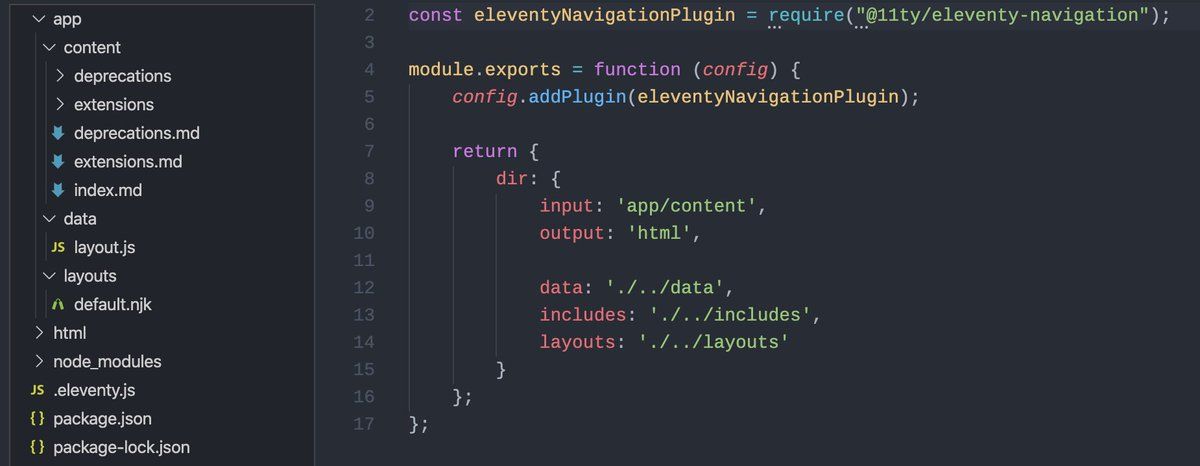 app
content
deprecations
extensions
deprecations.md
extensions.md
index.md
data
JS layout.js
layouts
default.njk
html
node_modules
JS .eleventy.js
{} package.json
{} package-lock.json
2 const eleventyNavigationPlugin = require("@11ty/eleventy-navigation");
3
4 module.exports = function (config) {
5     config.addPlugin(eleventyNavigationPlugin);
6
7     return {
8         dir: {
9             input: 'app/content',
10             output: 'html',
11
12             data: './../data',
13             includes: './../includes',
14             layouts: './../layouts'
15         }
16     };
17 };